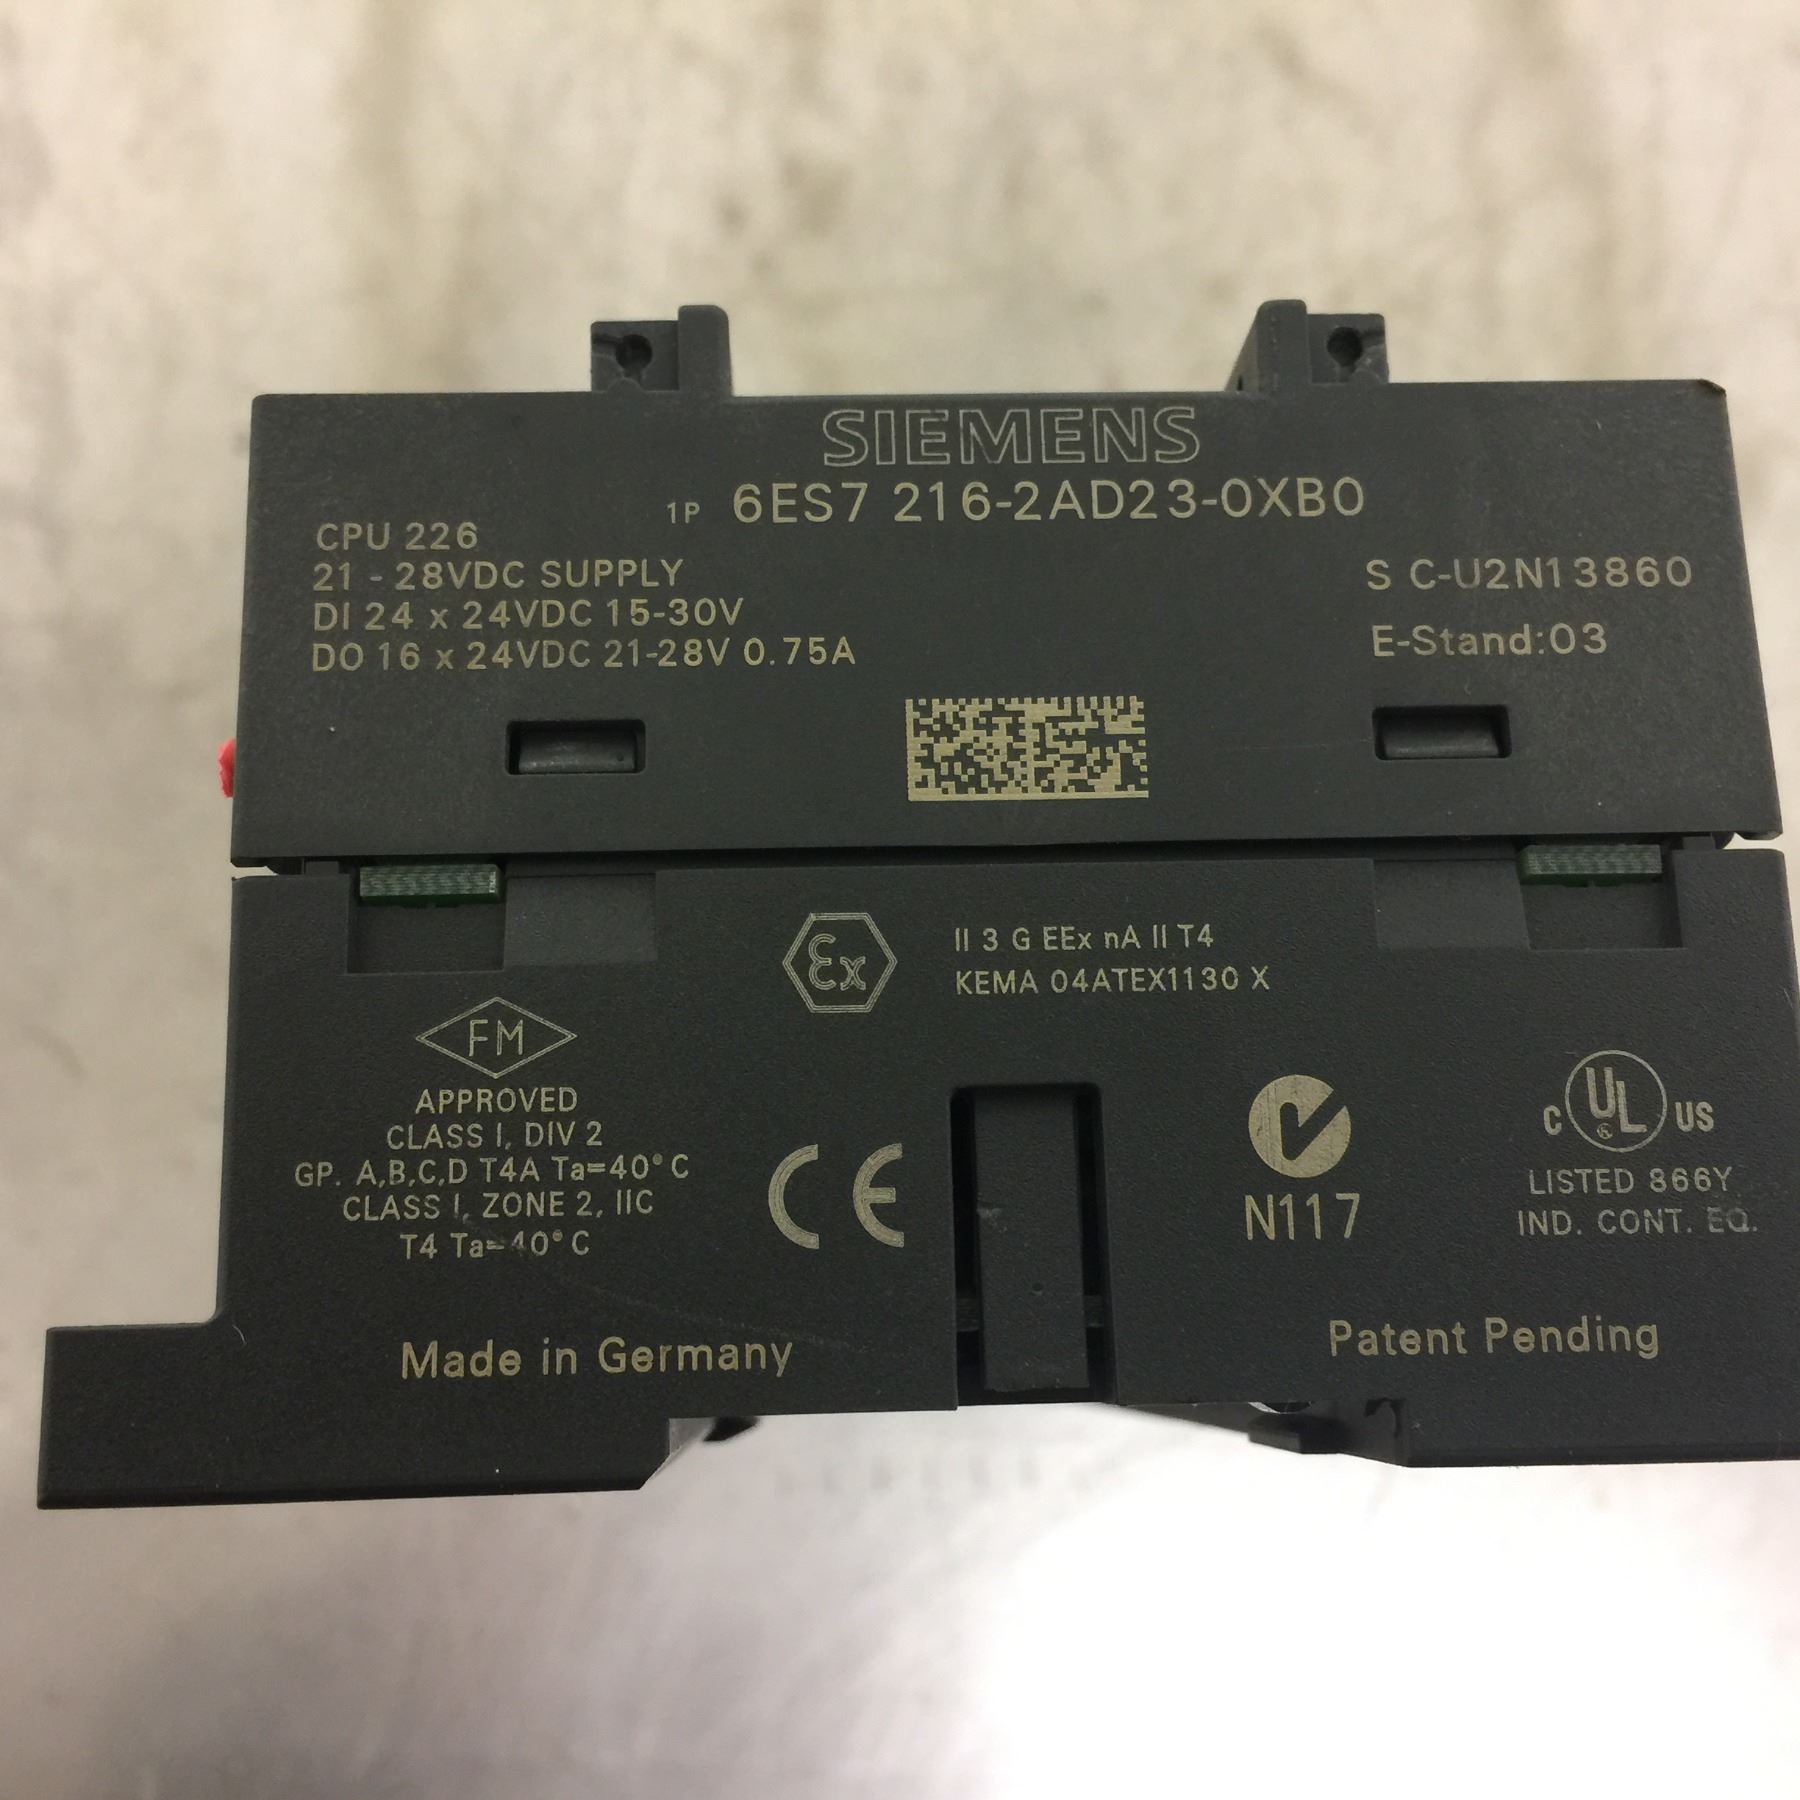 SIEMENS
1P 6ES7 216-2AD23-0XB0
CPU 226
21 - 28VDC SUPPLY
DI 24 x 24VDC 15-30V
DO 16 x 24VDC 21-28V 0.75A
S C-U2N13860
E-Stand:03
Ex
II 3 G EEx nA II T4
KEMA 04ATEX1130 X
FM
APPROVED
CLASS I, DIV 2
GP. A,B,C,D T4A Ta=40°C
CLASS I, ZONE 2, IIC
T4 Ta=40°C
CE
N117
C UL US
LISTED 866Y
IND. CONT. EQ.
Made in Germany
Patent Pending